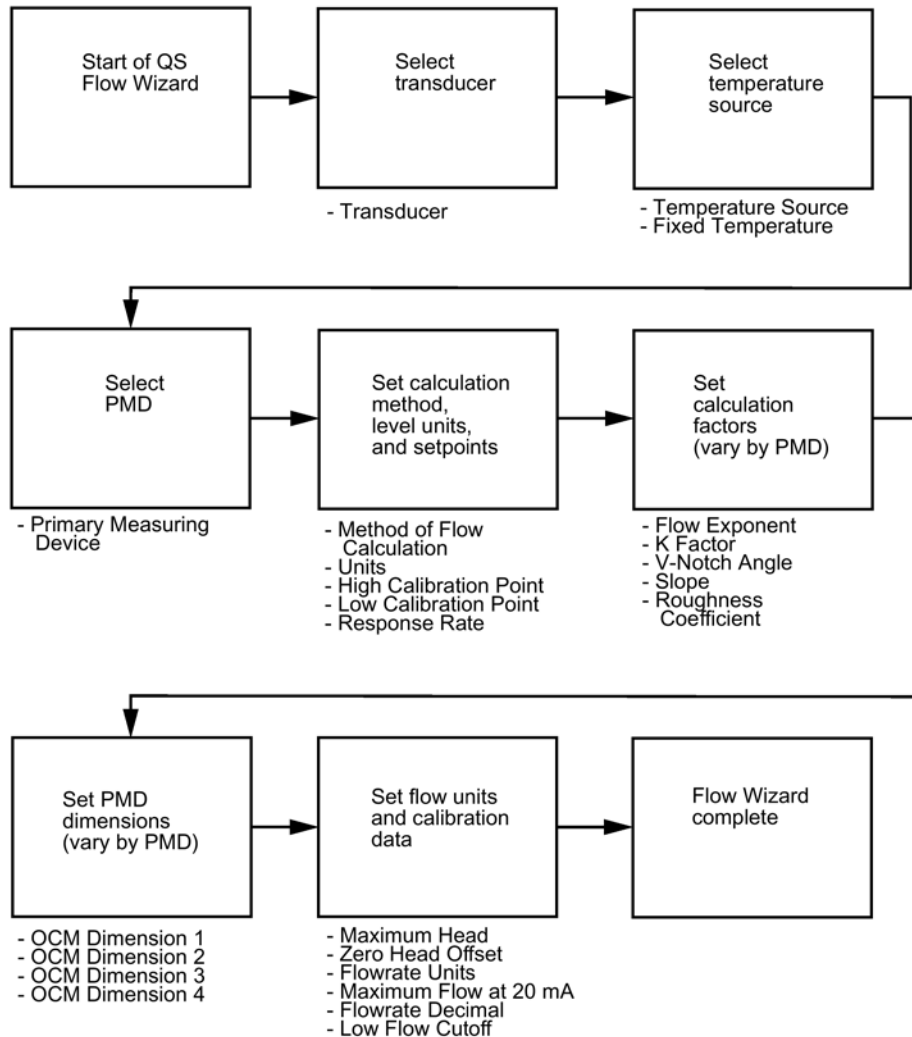 Start of QS
Flow Wizard
Select
transducer
Select
temperature
source
- Transducer
- Temperature Source
- Fixed Temperature
Select
PMD
Set calculation
method,
level units,
and setpoints
Set
calculation
factors
(vary by PMD)
- Primary Measuring
Device
- Method of Flow
Calculation
- Units
- High Calibration Point
- Low Calibration Point
- Response Rate
- Flow Exponent
- K Factor
- V-Notch Angle
- Slope
- Roughness
Coefficient
Set PMD
dimensions
(vary by PMD)
Set flow units
and calibration
data
Flow Wizard
complete
- OCM Dimension 1
- OCM Dimension 2
- OCM Dimension 3
- OCM Dimension 4
- Maximum Head
- Zero Head Offset
- Flowrate Units
- Maximum Flow at 20 mA
- Flowrate Decimal
- Low Flow Cutoff